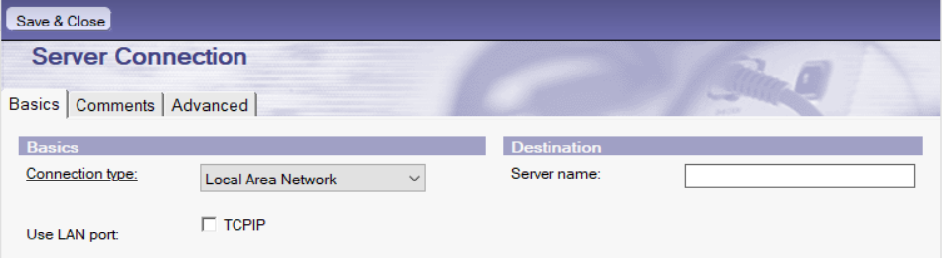 Save & Close
Server Connection
Basics Comments Advanced
Basics Destination
Connection type: Local Area Network Server name:
Use LAN port: TCPIP